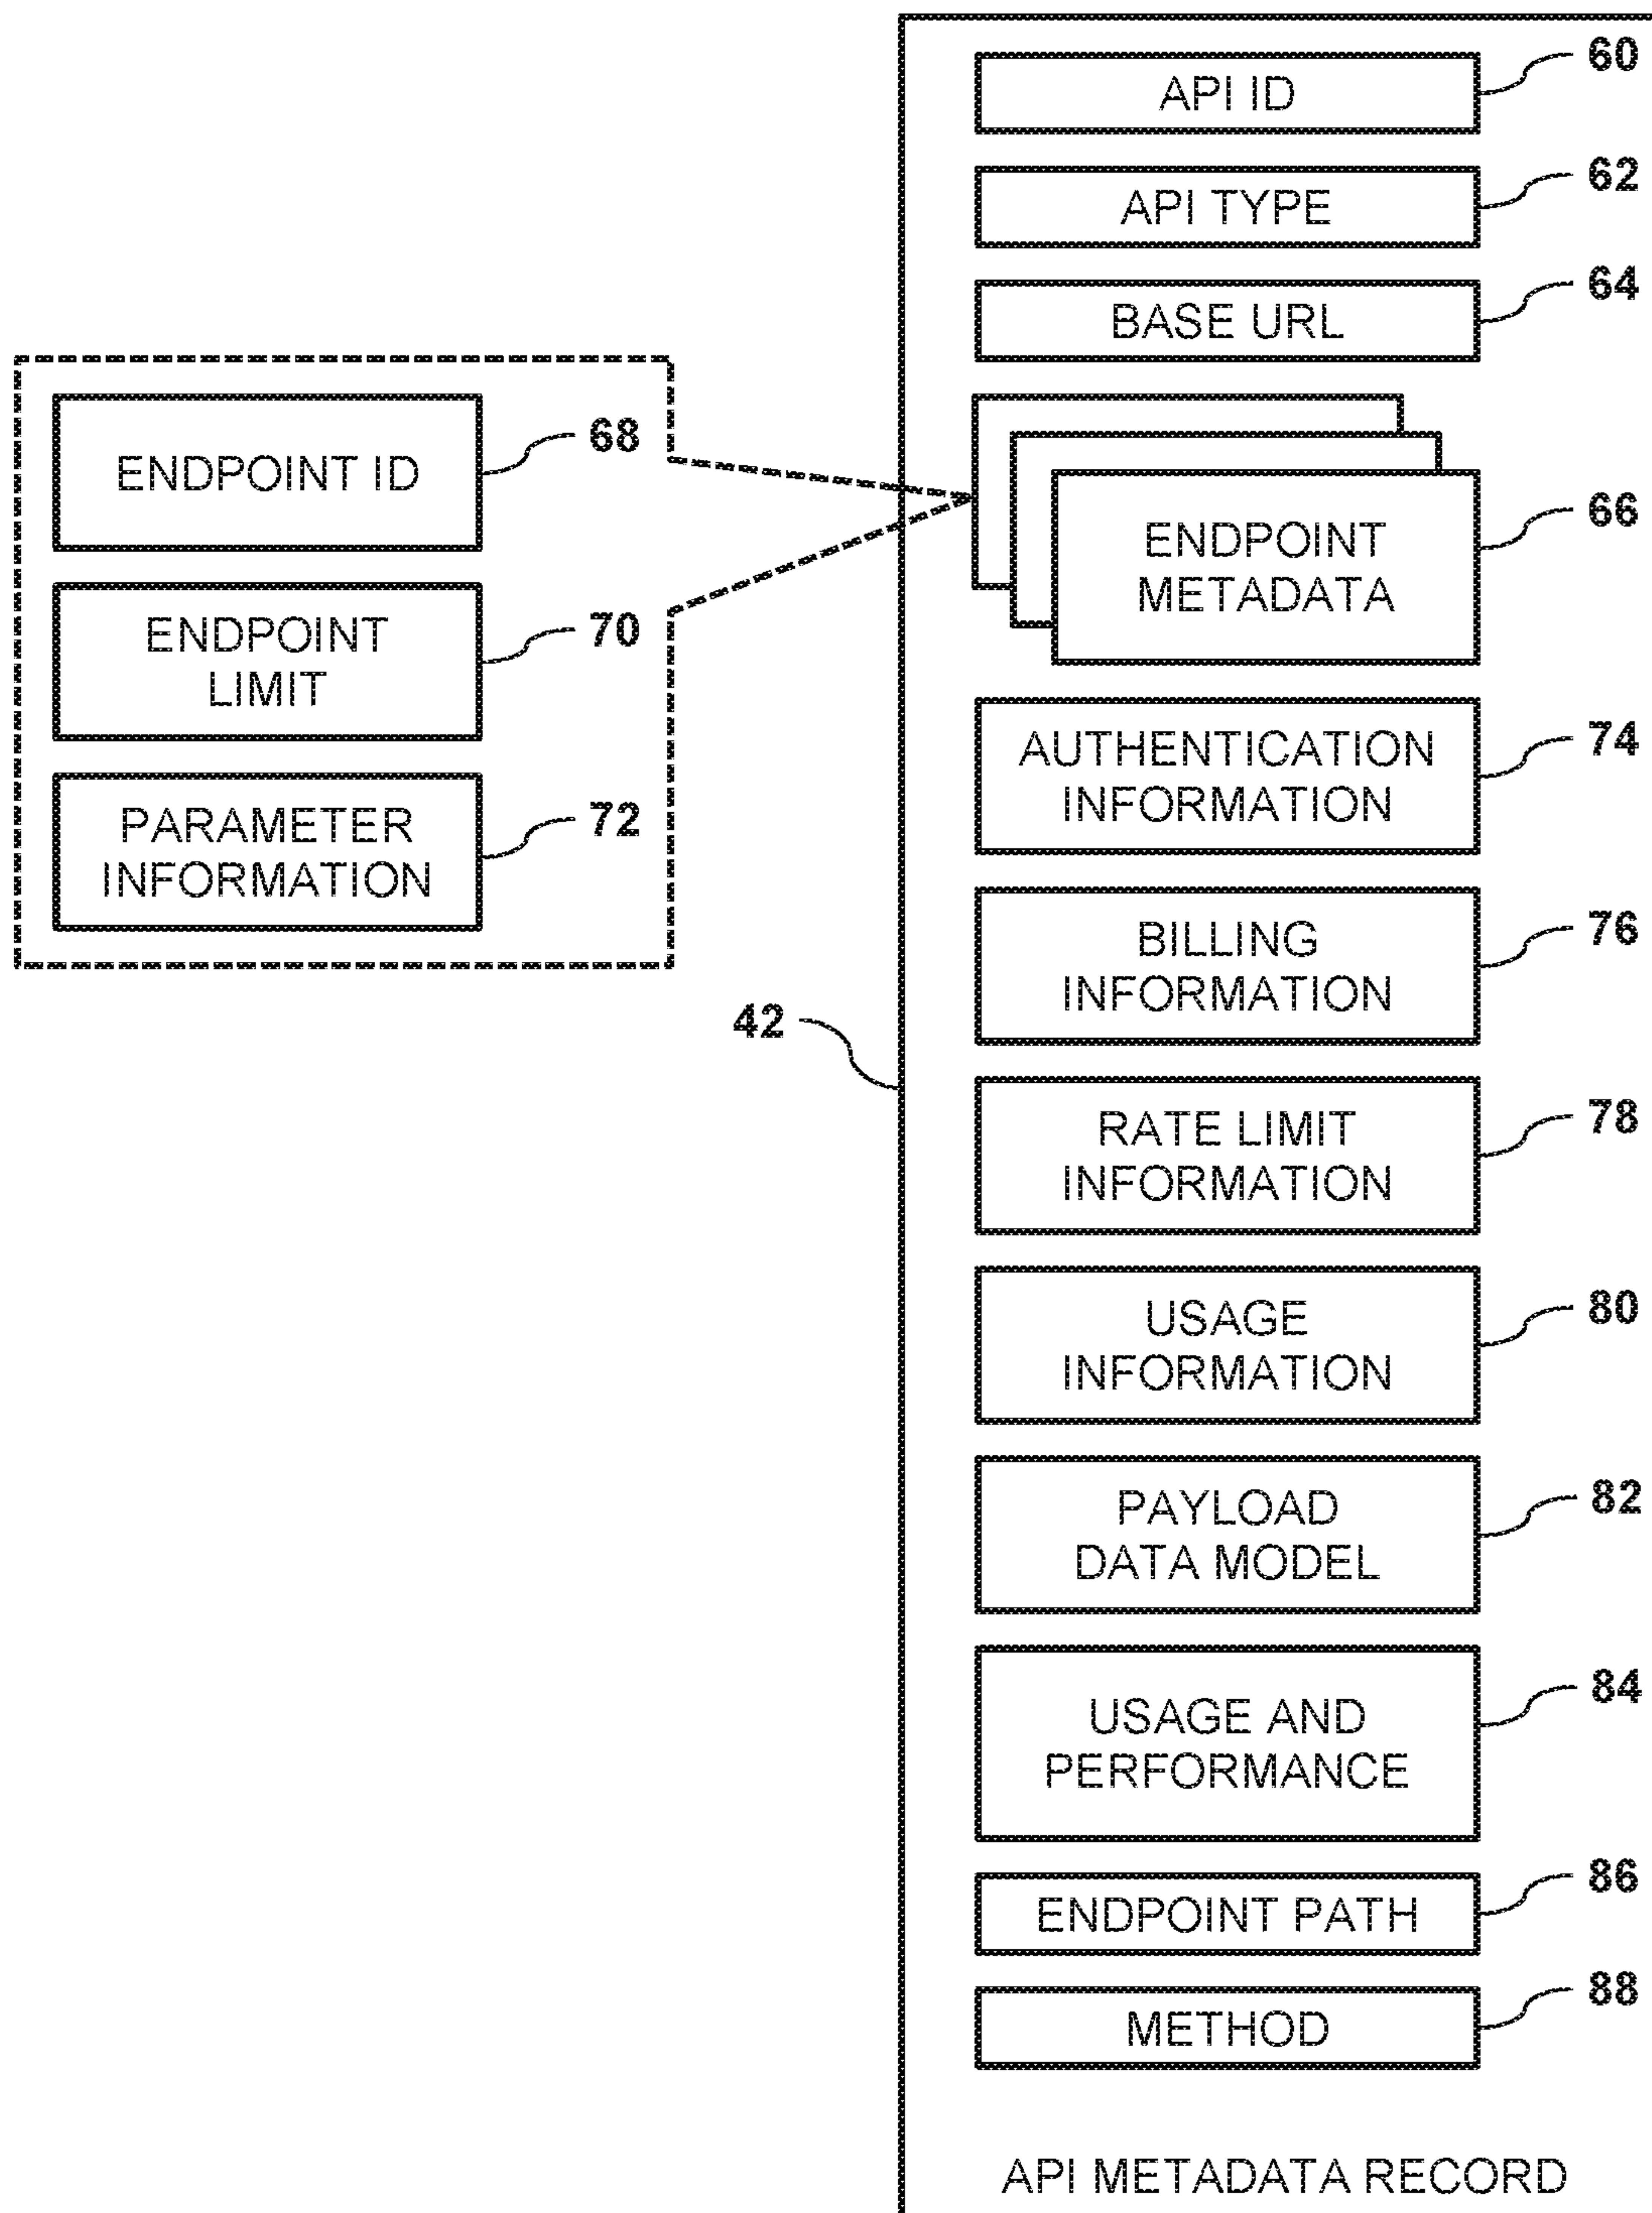 API ID
60
API TYPE
62
BASE URL
64
ENDPOINT ID
68
ENDPOINT
LIMIT
70
PARAMETER
INFORMATION
72
ENDPOINT
METADATA
66
AUTHENTICATION
INFORMATION
74
BILLING
INFORMATION
76
42
RATE LIMIT
INFORMATION
78
USAGE
INFORMATION
80
PAYLOAD
DATA MODEL
82
USAGE AND
PERFORMANCE
84
ENDPOINT PATH
86
METHOD
88
API METADATA RECORD